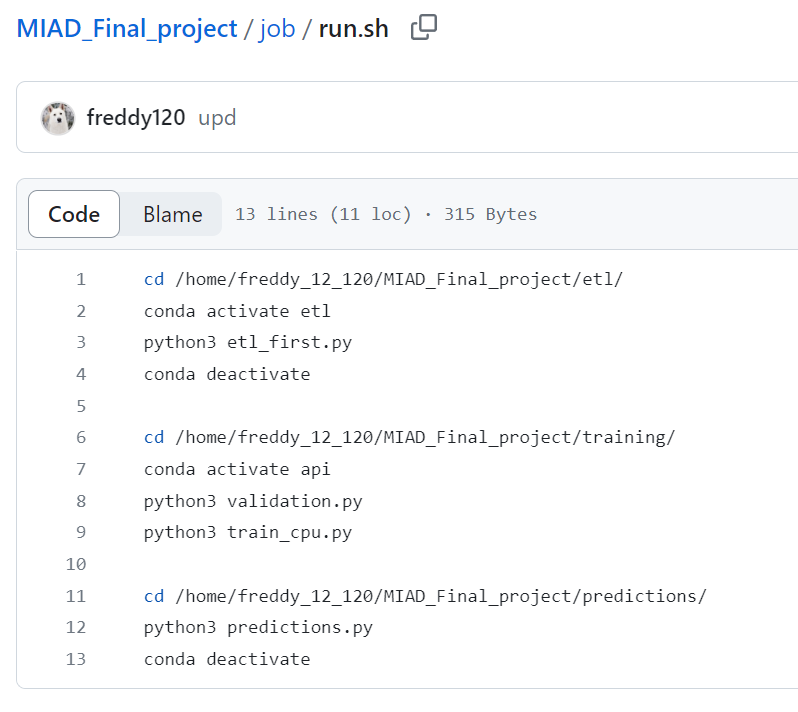 MIAD_Final_project / job / run.sh
freddy120 upd
Code Blame 13 lines (11 loc) · 315 Bytes
1 cd /home/freddy_12_120/MIAD_Final_project/etl/
2 conda activate etl
3 python3 etl_first.py
4 conda deactivate
5
6 cd /home/freddy_12_120/MIAD_Final_project/training/
7 conda activate api
8 python3 validation.py
9 python3 train_cpu.py
10
11 cd /home/freddy_12_120/MIAD_Final_project/predictions/
12 python3 predictions.py
13 conda deactivate